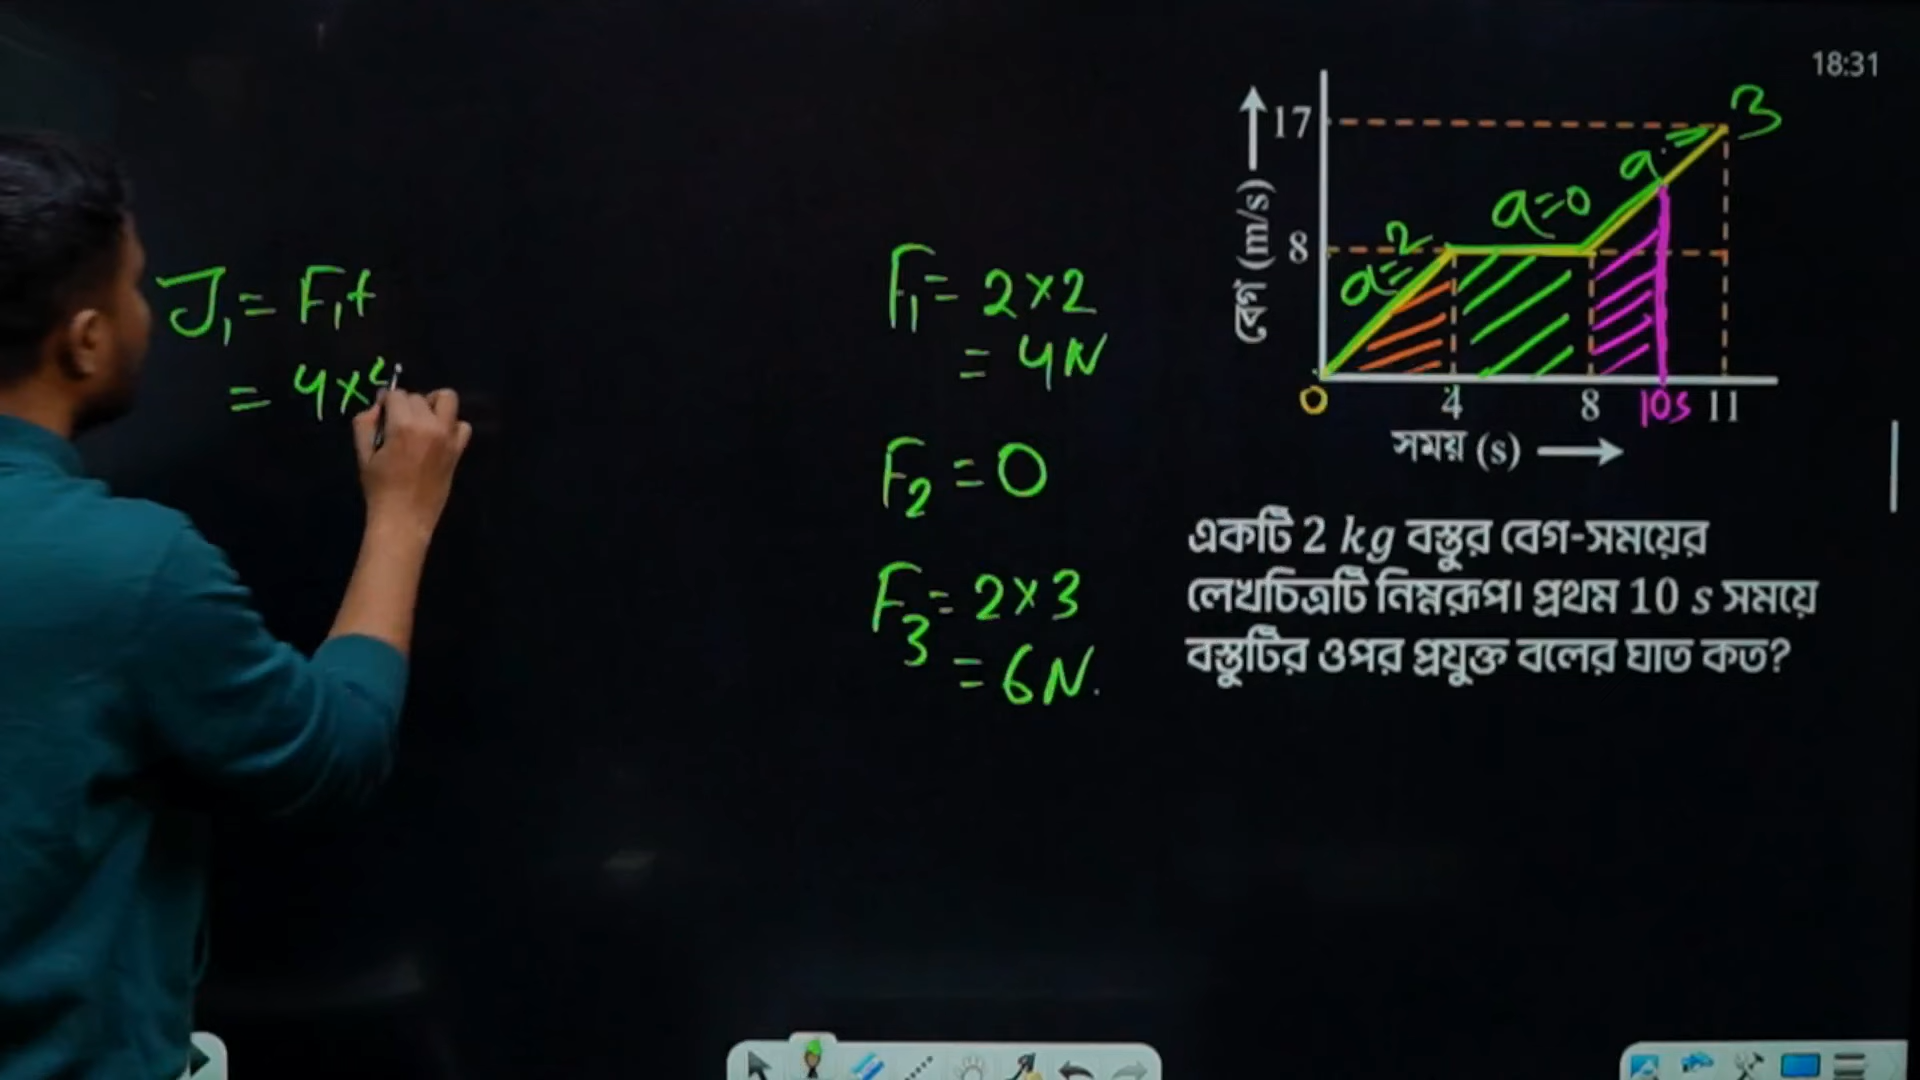 18:31
J₁ = F₁t
= 4×4
F₁ = 2×2
= 4N
F₂ = 0
F₃ = 2×3
= 6N.
17
8
বেগ (m/s)
a=2
a=0
a=3
0
4
8
10s
11
সময় (s)
একটি 2 kg বস্তুর বেগ-সময়ের
লেখচিত্রটি নিম্নরূপ। প্রথম 10 s সময়ে
বস্তুটির ওপর প্রযুক্ত বলের ঘাত কত?